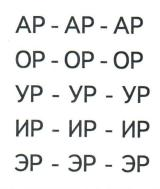 АР - АР - АР
ОР - ОР - ОР
УР - УР - УР
ИР - ИР - ИР
ЭР - ЭР - ЭР